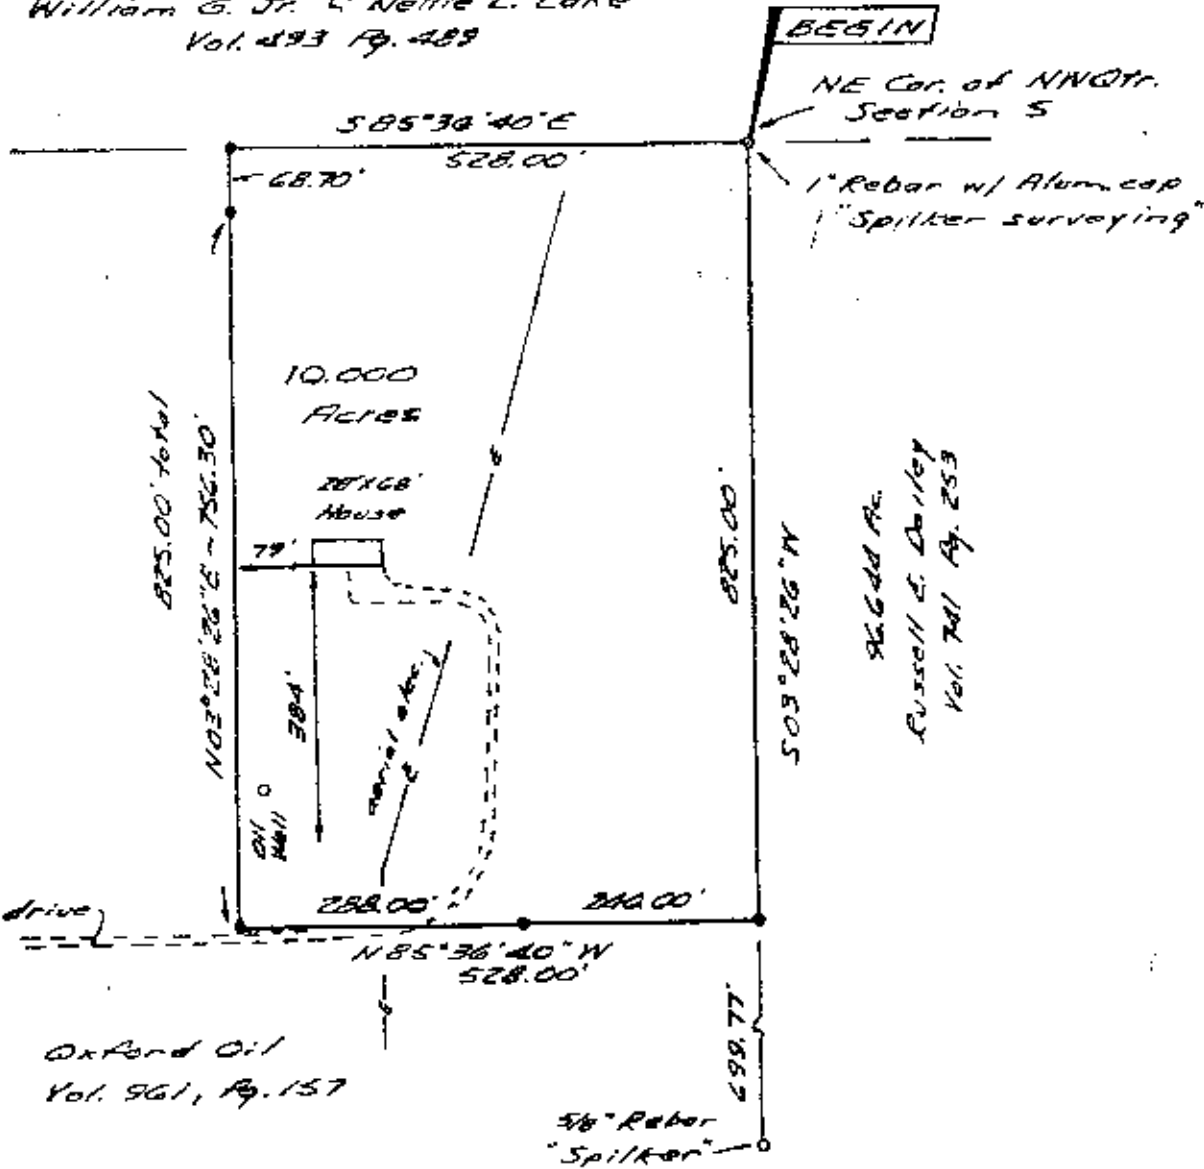 William G. Jr. & Nellie L. Lake
Vol. 493 Pg. 489
BEGIN
NE Cor. of NWQtr.
Section 5
S 85°36'40" E
528.00'
68.70'
1" Rebar w/ Alum. cap
"Spilker surveying"
10.000
Acres
28'x68'
House
79'
825.00' total
N03°28'26"E ~ 756.30'
384'
aerial elec.
E
E
825.00'
S 03°28'26" W
96.644 Ac.
Russell E. Dailey
Vol. 741 Pg. 253
Oil
Well
drive
288.00'
240.00'
N 85°36'40" W
528.00'
E
699.77'
Oxford Oil
Vol. 961, Pg. 157
5/8" Rebar
"Spilker"